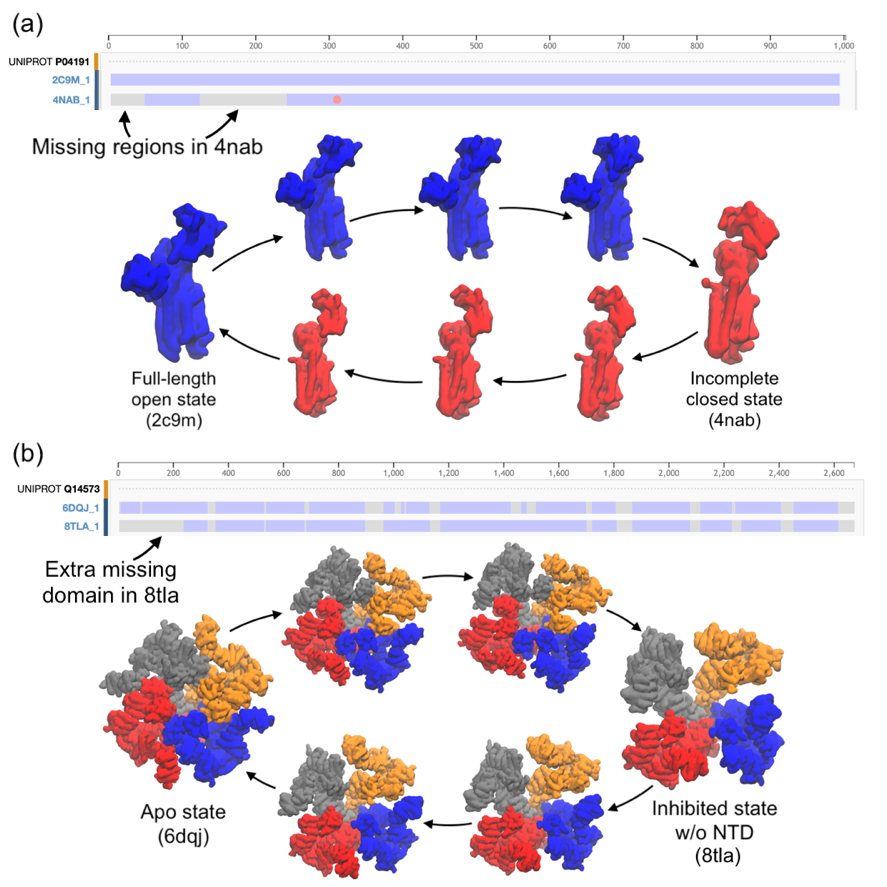 (a)
0 100 200 300 400 500 600 700 800 900 1,000
UNIPROT P04191
2C9M_1
4NAB_1
Missing regions in 4nab
Full-length
open state
(2c9m)
Incomplete
closed state
(4nab)
(b)
0 200 400 600 800 1,000 1,200 1,400 1,600 1,800 2,000 2,200 2,400 2,600
UNIPROT Q14573
6DQJ_1
8TLA_1
Extra missing
domain in 8tla
Apo state
(6dqj)
Inhibited state
w/o NTD
(8tla)